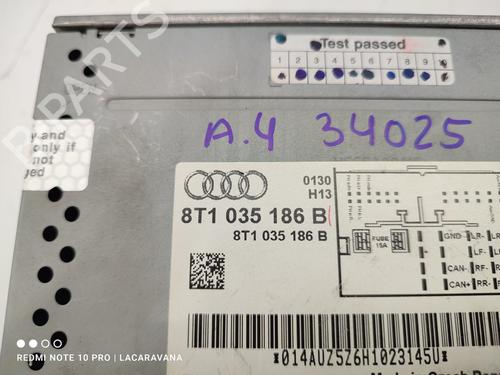 Test passed
1 2 3 4 5 6 7 8 9 10
A.4 34025
y and
only if
not
ged
0130
H13
8T1 035 186 B
8T1 035 186 B
FUSE
15A
GND LR-
LF-
CAN- RF-
CAN+ RR-
*014AUZ5Z6H1023145U*
BPARTS
REDMI NOTE 10 PRO | LACARAVANA